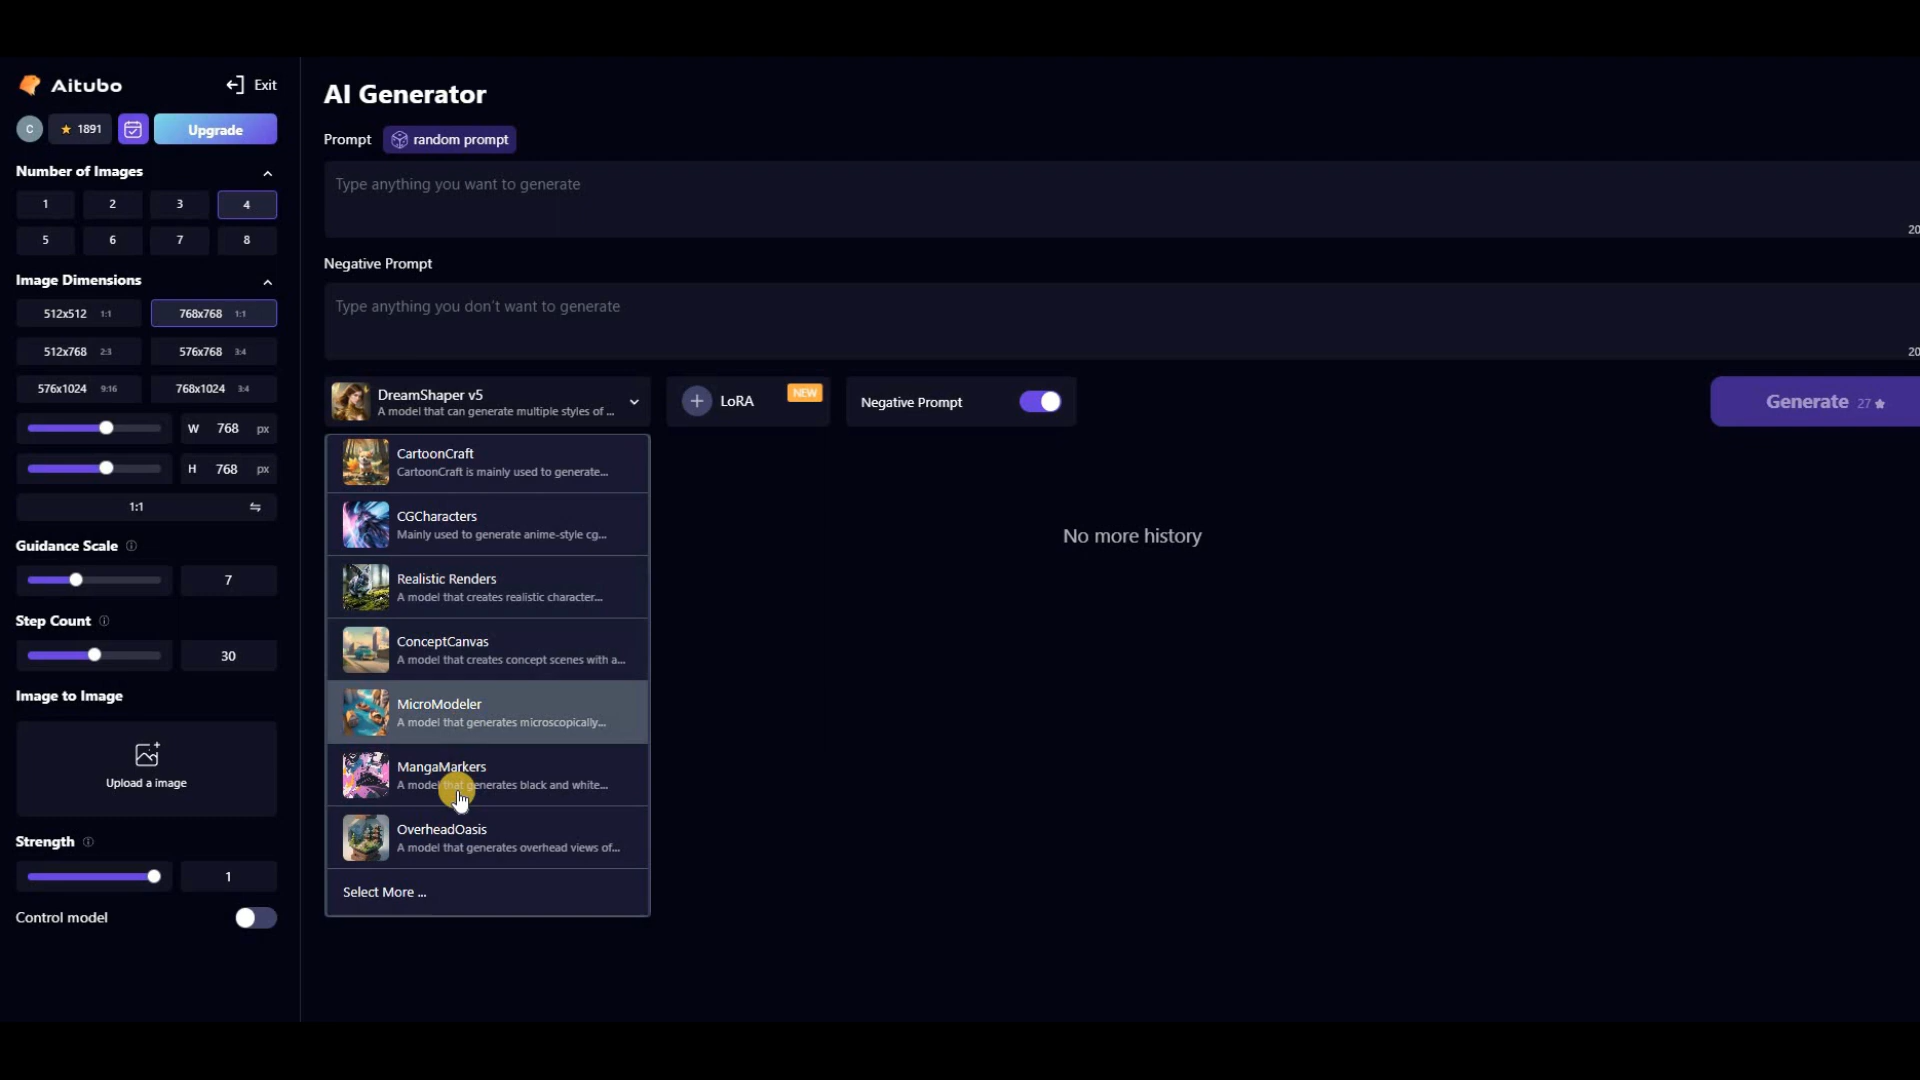 Aitubo
Exit
C
1891
Upgrade
Number of Images
1 2 3 4
5 6 7 8
Image Dimensions
512x512 1:1 768x768 1:1
512x768 2:3 576x768 3:4
576x1024 9:16 768x1024 3:4
W 768 px
H 768 px
1:1
Guidance Scale
7
Step Count
30
Image to Image
Upload a image
Strength
1
Control model
AI Generator
Prompt random prompt
Type anything you want to generate
20
Negative Prompt
Type anything you don't want to generate
20
DreamShaper v5
A model that can generate multiple styles of ...
LoRA NEW
Negative Prompt
Generate 27
CartoonCraft
CartoonCraft is mainly used to generate...
CGCharacters
Mainly used to generate anime-style cg...
Realistic Renders
A model that creates realistic character...
ConceptCanvas
A model that creates concept scenes with a...
MicroModeler
A model that generates microscopically...
MangaMarkers
A model that generates black and white...
OverheadOasis
A model that generates overhead views of...
Select More ...
No more history